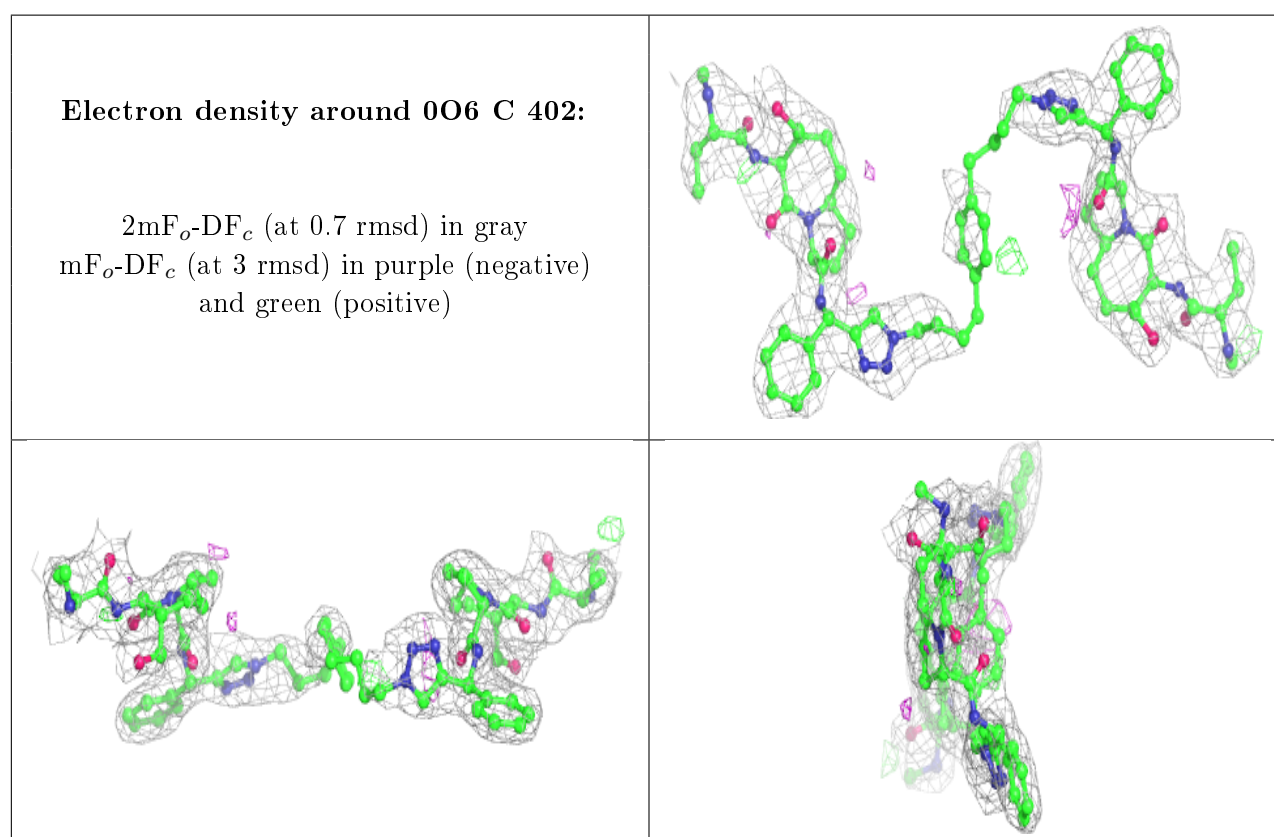 Electron density around 0O6 C 402:
2mFo-DFc (at 0.7 rmsd) in gray
mFo-DFc (at 3 rmsd) in purple (negative)
and green (positive)